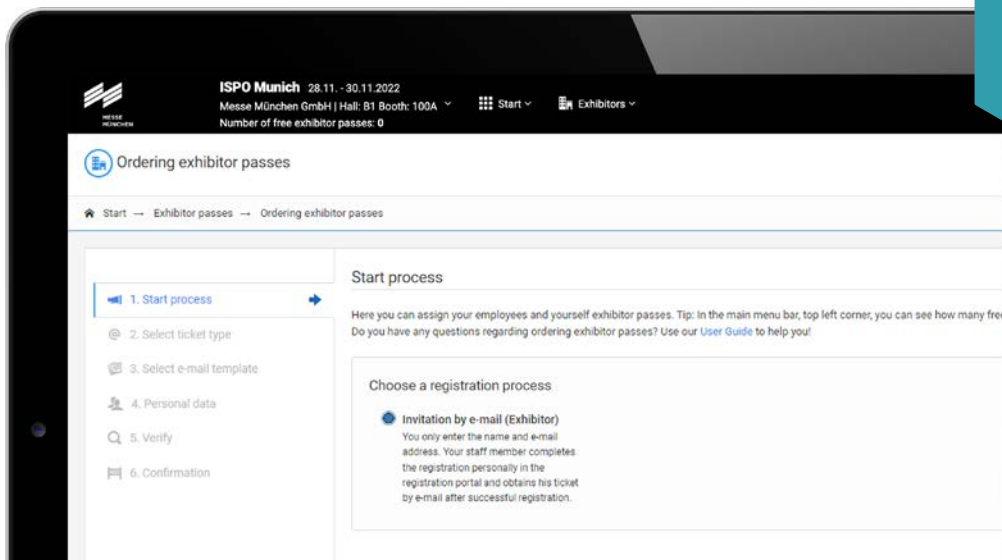 MESSE
MÜNCHEN
ISPO Munich 28.11. - 30.11.2022
Messe München GmbH | Hall: B1 Booth: 100A
Number of free exhibitor passes: 0
Start
Exhibitors
Ordering exhibitor passes
Start → Exhibitor passes → Ordering exhibitor passes
1. Start process
@ 2. Select ticket type
3. Select e-mail template
4. Personal data
5. Verify
6. Confirmation
Start process
Here you can assign your employees and yourself exhibitor passes. Tip: In the main menu bar, top left corner, you can see how many free
Do you have any questions regarding ordering exhibitor passes? Use our User Guide to help you!
Choose a registration process
Invitation by e-mail (Exhibitor)
You only enter the name and e-mail
address. Your staff member completes
the registration personally in the
registration portal and obtains his ticket
by e-mail after successful registration.